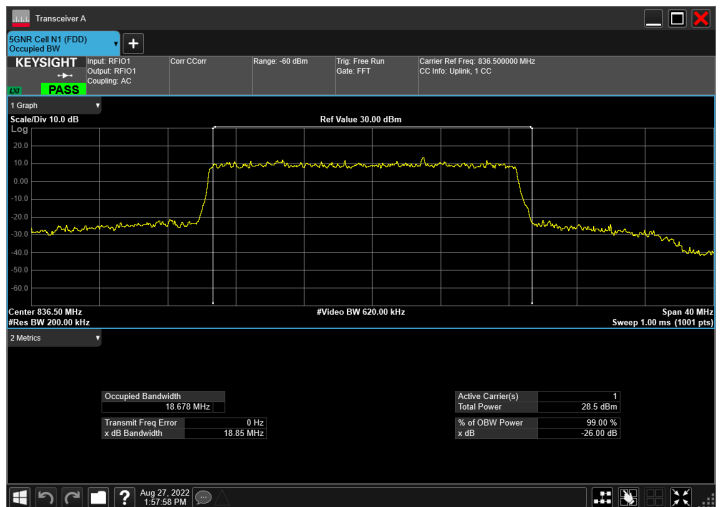 Transceiver A
5GNR Cell N1 (FDD)
Occupied BW
KEYSIGHT
LXI
PASS
Input: RFIO1
Output: RFIO1
Coupling: AC
Corr CCorr
Range: -60 dBm
Trig: Free Run
Gate: FFT
Carrier Ref Freq: 836.500000 MHz
CC Info: Uplink, 1 CC
1 Graph
Scale/Div 10.0 dB
Ref Value 30.00 dBm
Log
20.0
10.0
0.00
-10.0
-20.0
-30.0
-40.0
-50.0
-60.0
Center 836.50 MHz
#Video BW 620.00 kHz
Span 40 MHz
#Res BW 200.00 kHz
Sweep 1.00 ms (1001 pts)
2 Metrics
Occupied Bandwidth
18.678 MHz
Transmit Freq Error 0 Hz
x dB Bandwidth 18.85 MHz
Active Carrier(s) 1
Total Power 28.5 dBm
% of OBW Power 99.00 %
x dB -26.00 dB
Aug 27, 2022
1:57:58 PM